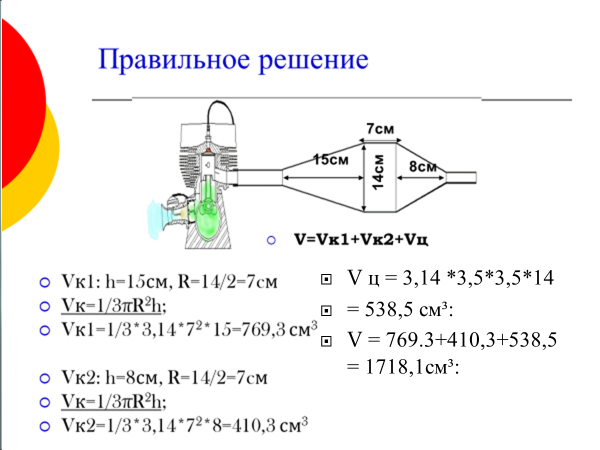 Правильное решение
7см
15см
14см
8см
V=Vк1+Vк2+Vц
Vк1: h=15см, R=14/2=7см
Vк=1/3πR²h;
Vк1=1/3*3,14*7²*15=769,3 см³
Vк2: h=8см, R=14/2=7см
Vк=1/3πR²h;
Vк2=1/3*3,14*7²*8=410,3 см³
V ц = 3,14 *3,5*3,5*14
= 538,5 см³:
V = 769.3+410,3+538,5
= 1718,1см³: